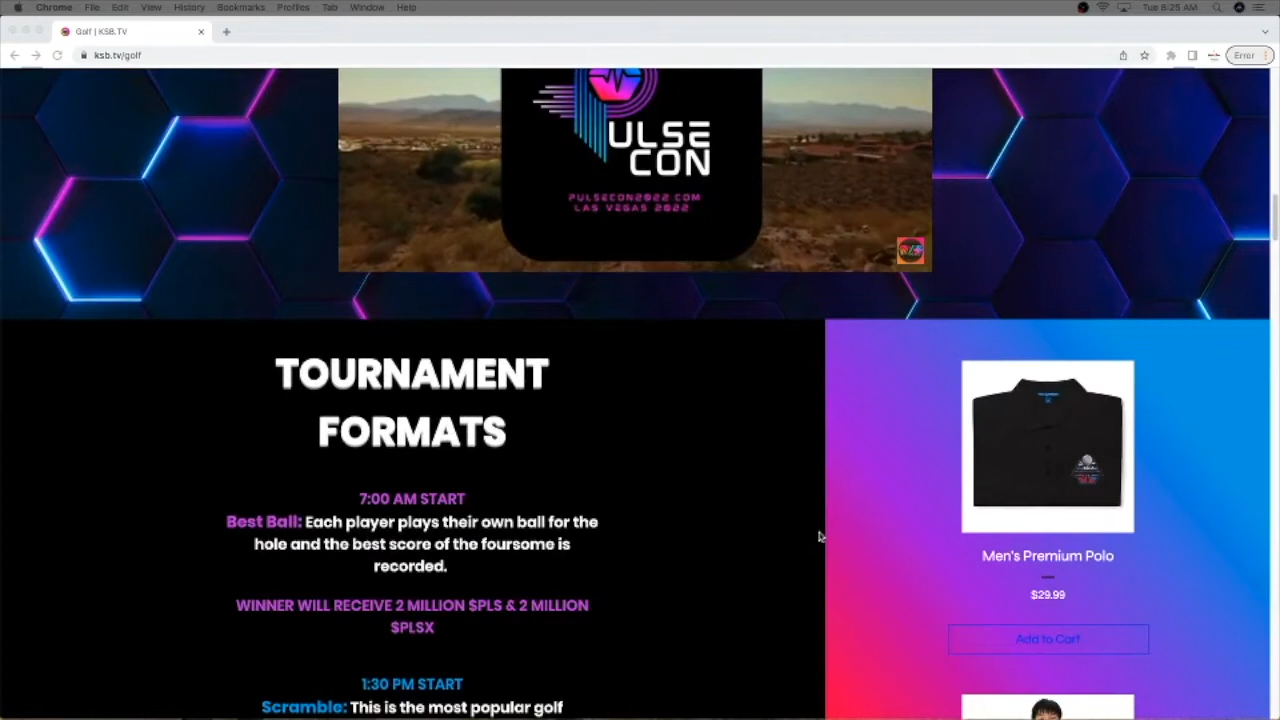 Chrome File Edit View History Bookmarks Profiles Tab Window Help Tue 8:25 AM
Golf | KSB.TV
ksb.tv/golf Error
ULSE
CON
PULSECON2022.COM
LAS VEGAS 2022
TOURNAMENT
FORMATS
7:00 AM START
Best Ball: Each player plays their own ball for the
hole and the best score of the foursome is
recorded.
WINNER WILL RECEIVE 2 MILLION $PLS & 2 MILLION
$PLSX
1:30 PM START
Scramble: This is the most popular golf
Men's Premium Polo
$29.99
Add to Cart